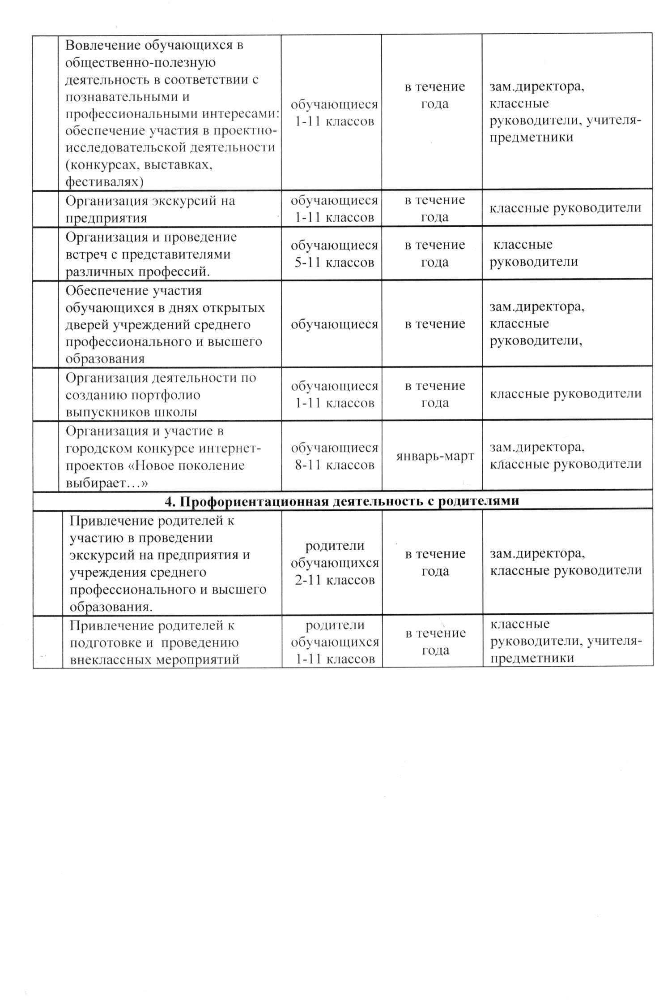 Вовлечение обучающихся в
общественно-полезную
деятельность в соответствии с
познавательными и
профессиональными интересами:
обеспечение участия в проектно-
исследовательской деятельности
(конкурсах, выставках,
фестивалях)
обучающиеся
1-11 классов
в течение
года
зам.директора,
классные
руководители, учителя-
предметники
Организация экскурсий на
предприятия
обучающиеся
1-11 классов
в течение
года
классные руководители
Организация и проведение
встреч с представителями
различных профессий.
обучающиеся
5-11 классов
в течение
года
классные
руководители
Обеспечение участия
обучающихся в днях открытых
дверей учреждений среднего
профессионального и высшего
образования
обучающиеся
в течение
зам.директора,
классные
руководители,
Организация деятельности по
созданию портфолио
выпускников школы
обучающиеся
1-11 классов
в течение
года
классные руководители
Организация и участие в
городском конкурсе интернет-
проектов «Новое поколение
выбирает…»
обучающиеся
8-11 классов
январь-март
зам.директора,
классные руководители
4. Профориентационная деятельность с родителями
Привлечение родителей к
участию в проведении
экскурсий на предприятия и
учреждения среднего
профессионального и высшего
образования.
родители
обучающихся
2-11 классов
в течение
года
зам.директора,
классные руководители
Привлечение родителей к
подготовке и  проведению
внеклассных мероприятий
родители
обучающихся
1-11 классов
в течение
года
классные
руководители, учителя-
предметники